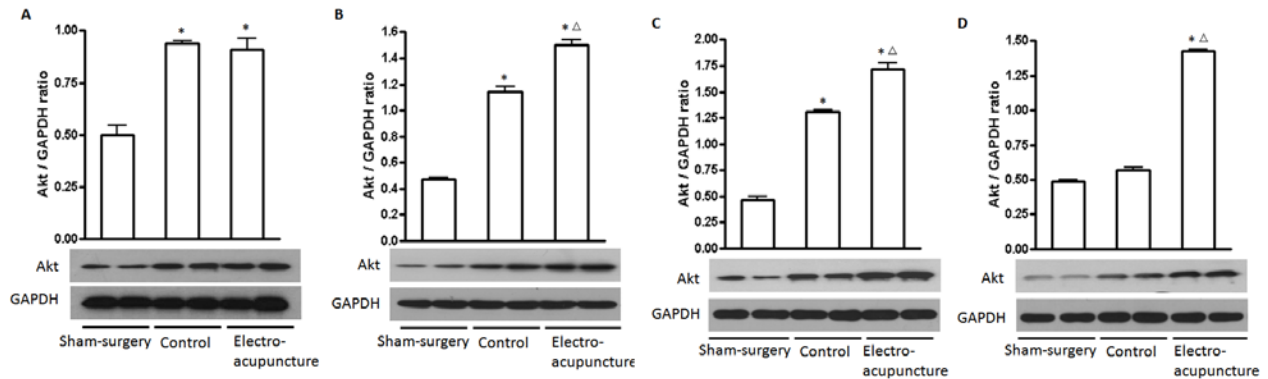 A
Akt / GAPDH ratio
1.00
0.75
0.50
0.25
0.00
*
*
Akt
GAPDH
Sham-surgery
Control
Electro-
acupuncture
B
Akt / GAPDH ratio
1.6
1.4
1.2
1.0
0.8
0.6
0.4
0.2
0.0
*
* △
Akt
GAPDH
Sham-surgery
Control
Electro-
acupuncture
C
Akt / GAPDH ratio
2.00
1.75
1.50
1.25
1.00
0.75
0.50
0.25
0.00
*
* △
Akt
GAPDH
Sham-surgery
Control
Electro-
acupuncture
D
Akt / GAPDH ratio
1.50
1.25
1.00
0.75
0.50
0.25
0.00
* △
Akt
GAPDH
Sham-surgery
Control
Electro-
acupuncture